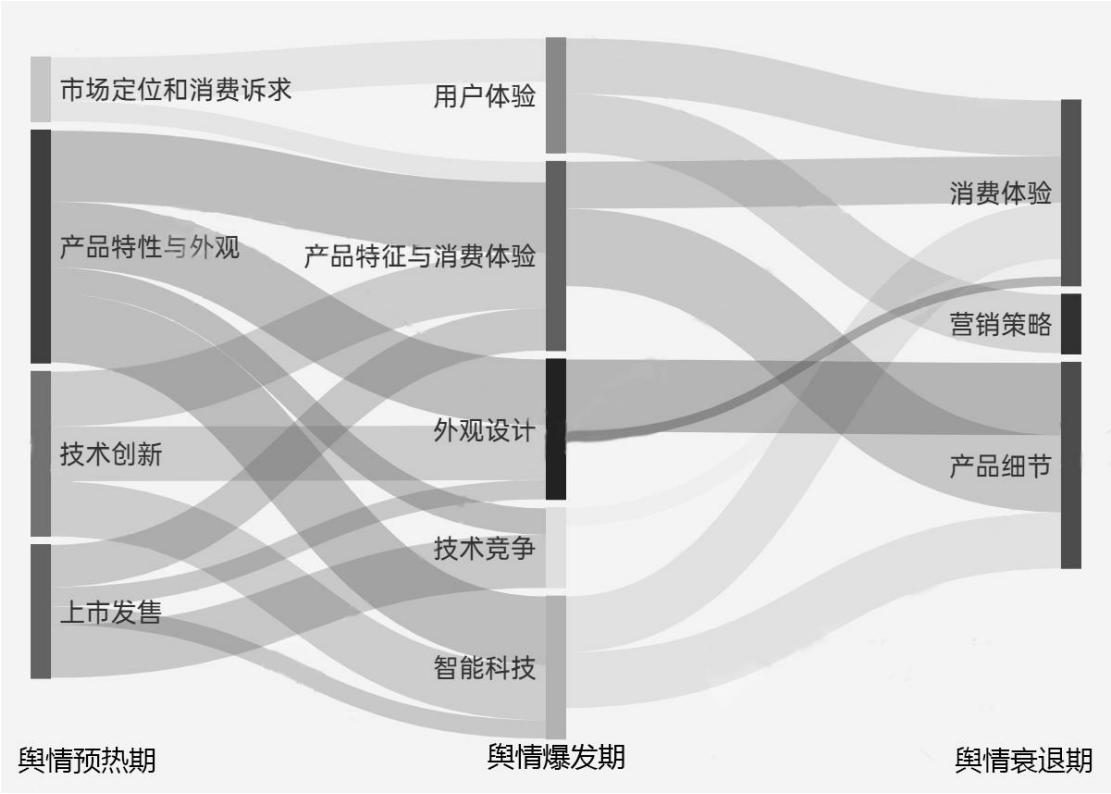 市场定位和消费诉求
产品特性与外观
技术创新
上市发售
用户体验
产品特征与消费体验
外观设计
技术竞争
智能科技
消费体验
营销策略
产品细节
舆情预热期
舆情爆发期
舆情衰退期